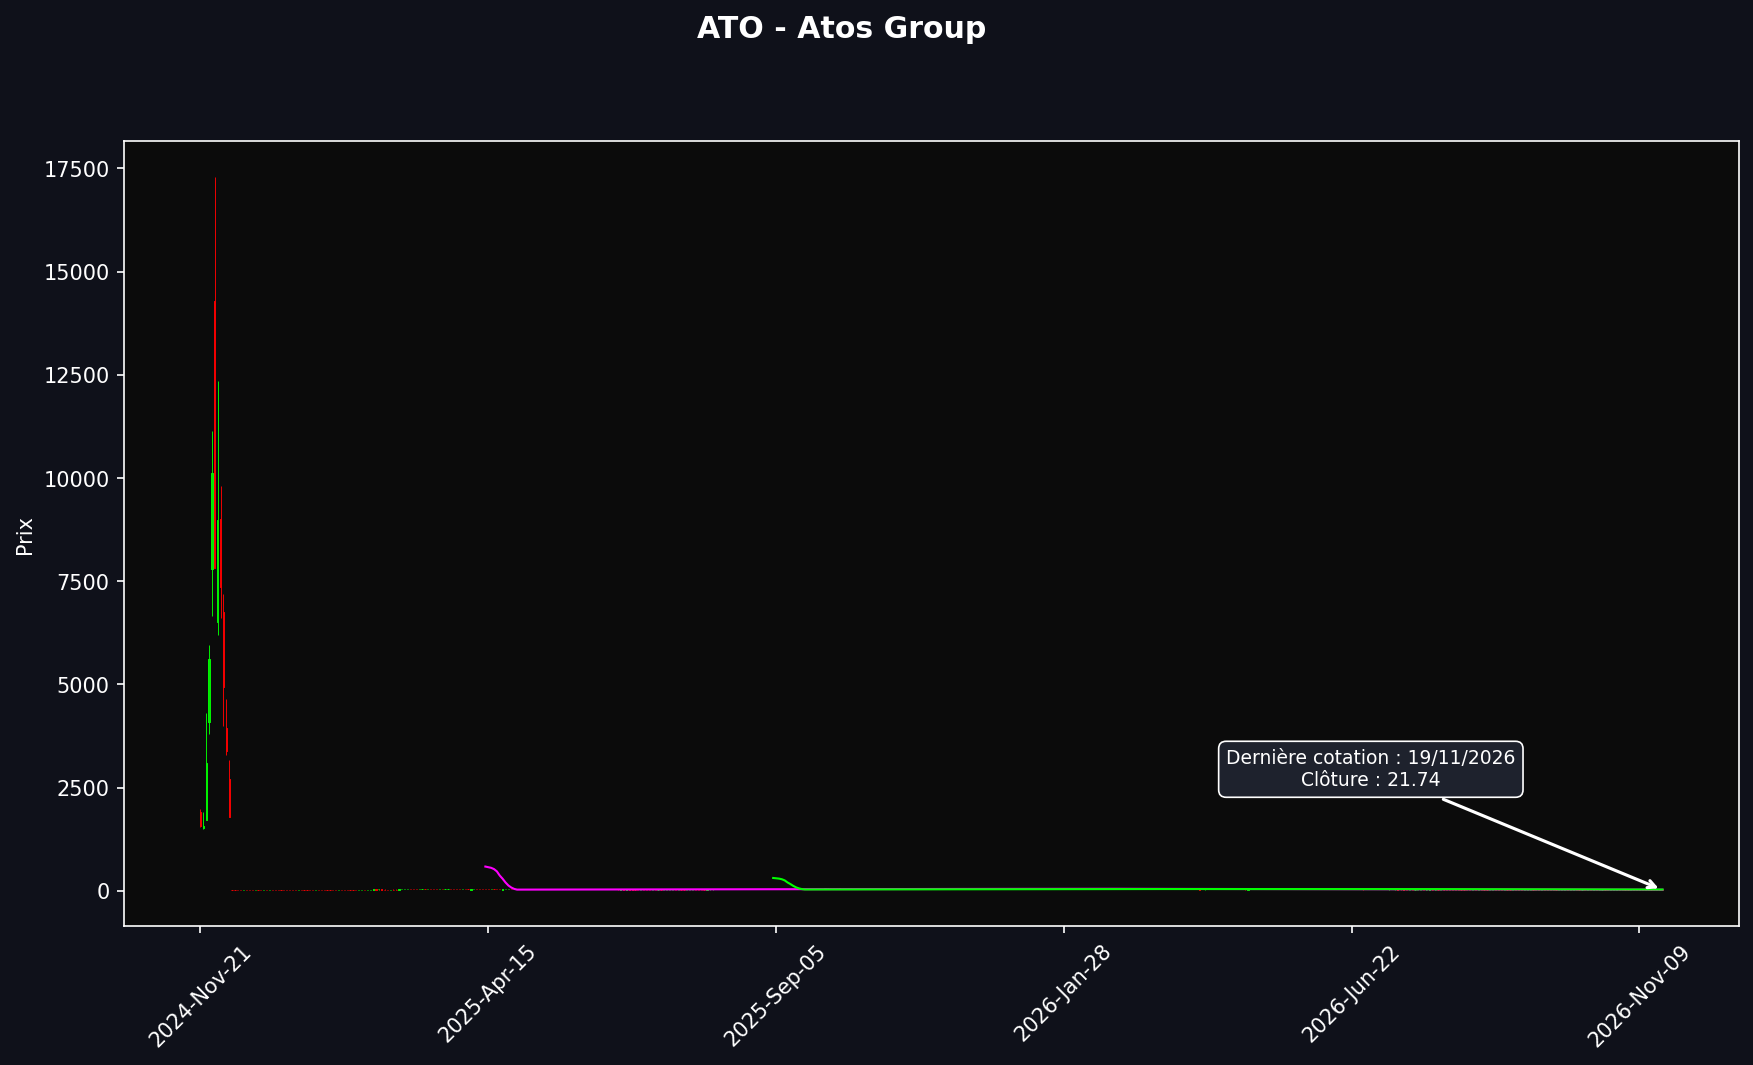 ATO - Atos Group
Prix
17500
15000
12500
10000
7500
5000
2500
0
Dernière cotation : 19/11/2026
Clôture : 21.74
2024-Nov-21
2025-Apr-15
2025-Sep-05
2026-Jan-28
2026-Jun-22
2026-Nov-09